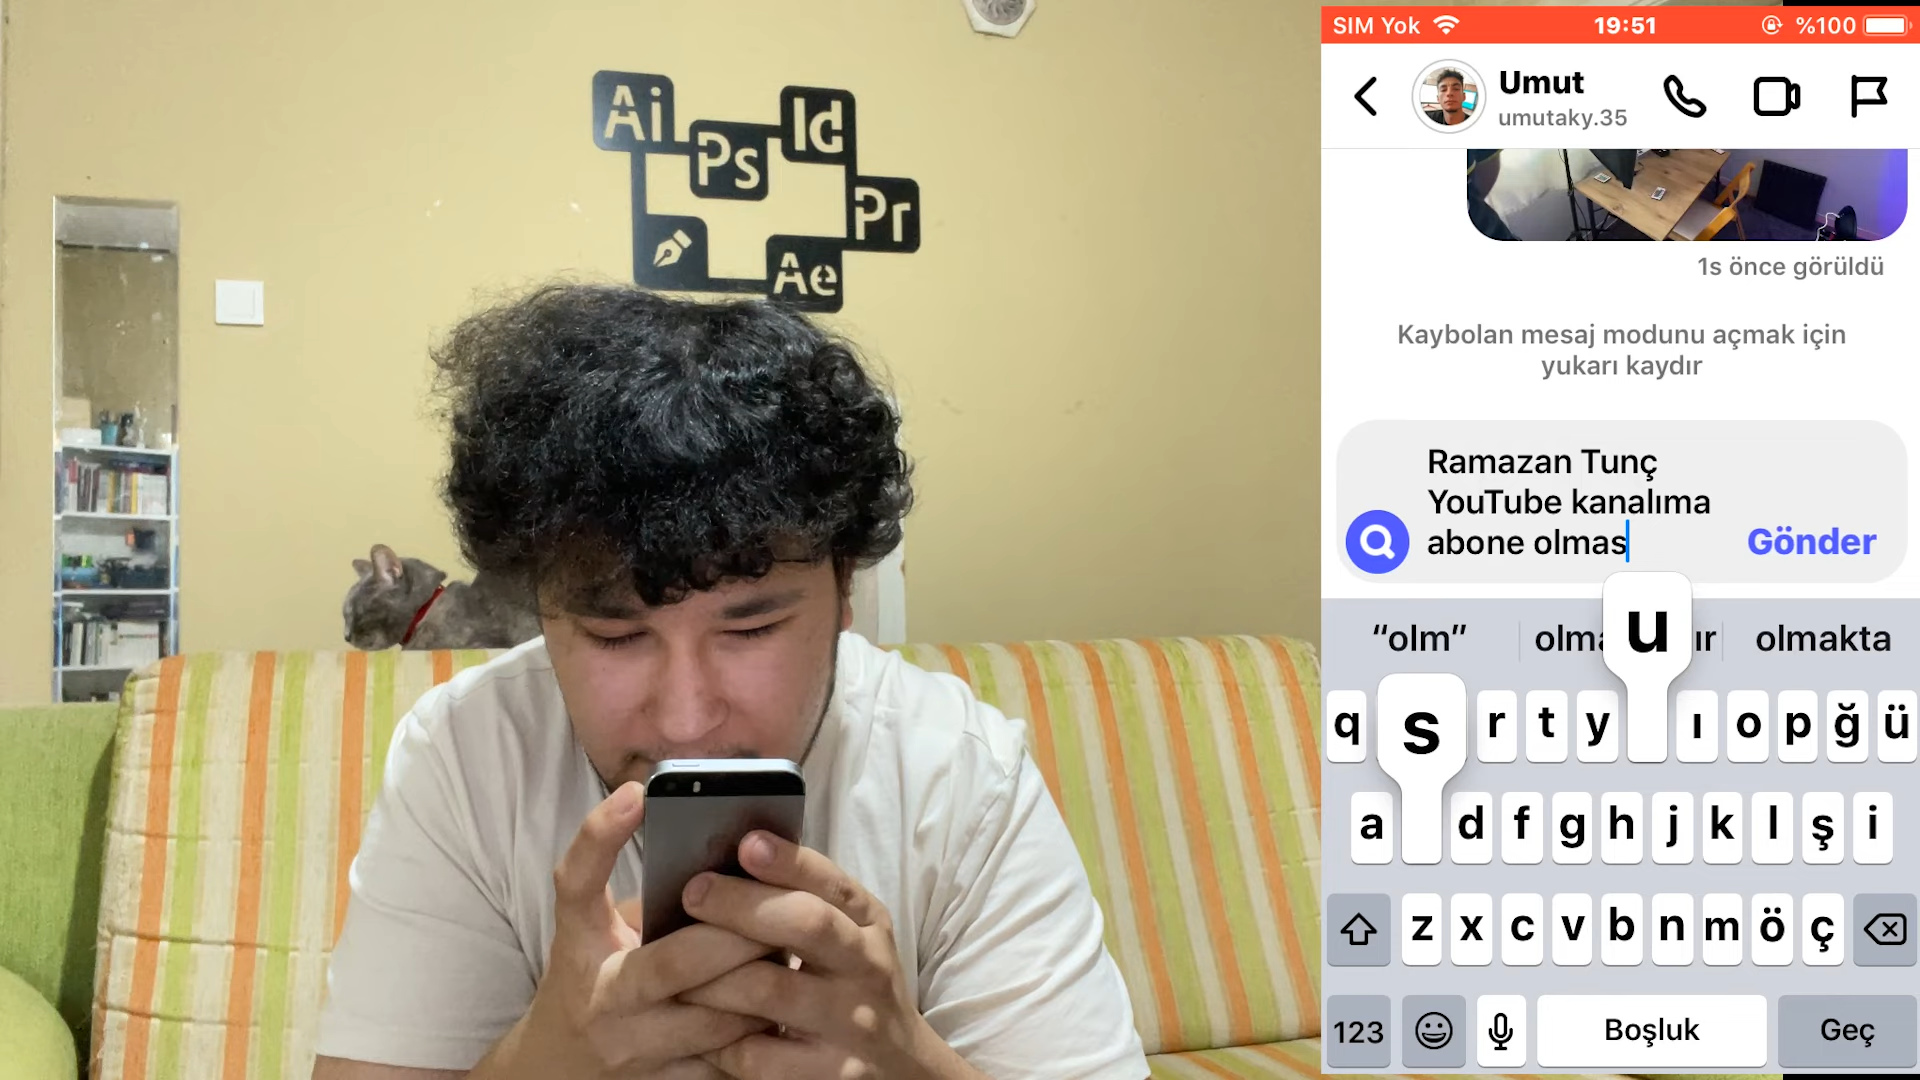 Ai
Ps
Id
Pr
Ae
SIM Yok
19:51
%100
Umut
umutaky.35
1s önce görüldü
Kaybolan mesaj modunu açmak için
yukarı kaydır
Ramazan Tunç
YouTube kanalıma
abone olmas
Gönder
“olm”
olmakta
u
q s r t y ı o p ğ ü
a d f g h j k l ş i
z x c v b n m ö ç
123
Boşluk
Geç